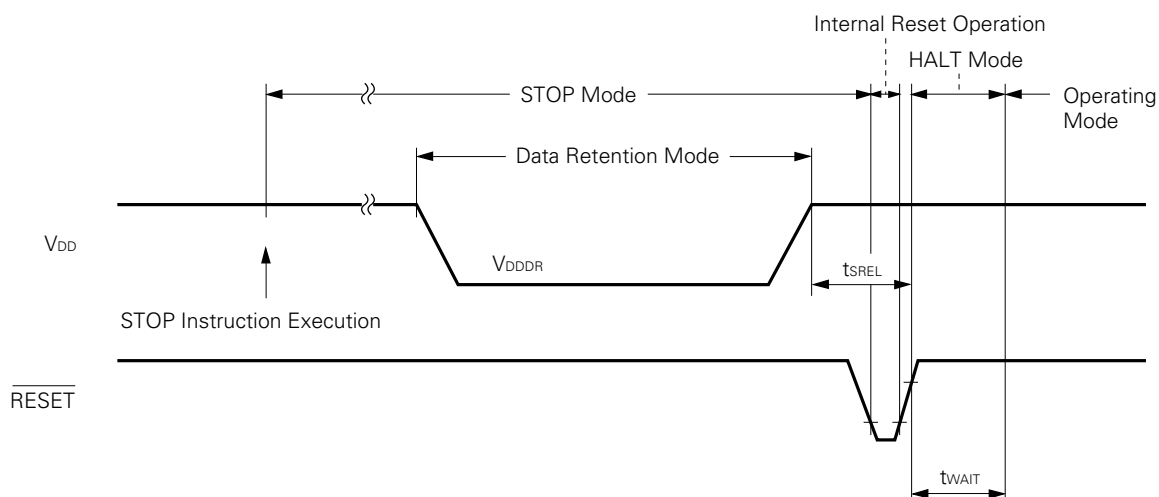 Internal Reset Operation
HALT Mode
STOP Mode
Operating
Mode
Data Retention Mode
VDD
VDDDR
tSREL
STOP Instruction Execution
RESET
tWAIT